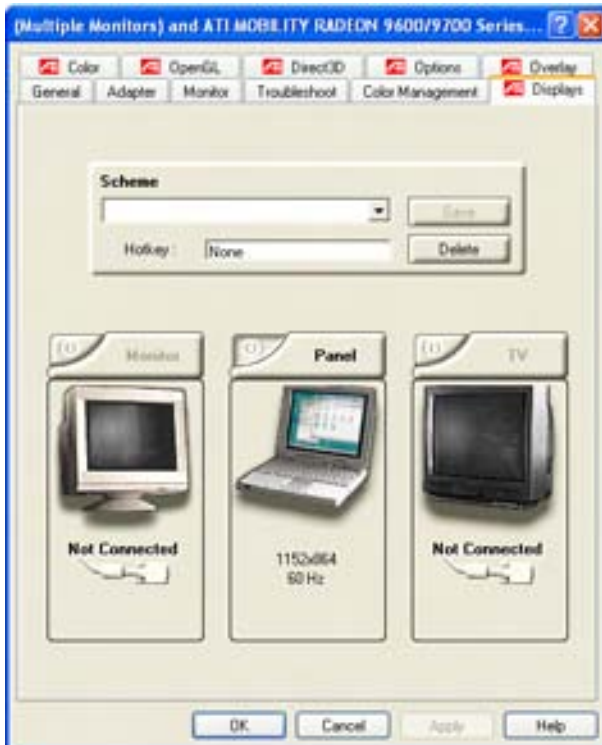 (Multiple Monitors) and ATI MOBILITY RADEON 9600/9700 Series...
Color OpenGL Direct3D Options Overlay
General Adapter Monitor Troubleshoot Color Management Displays
Scheme
Save
Hotkey: None Delete
Monitor Panel TV
Not Connected
1152x864
60 Hz
Not Connected
OK Cancel Apply Help